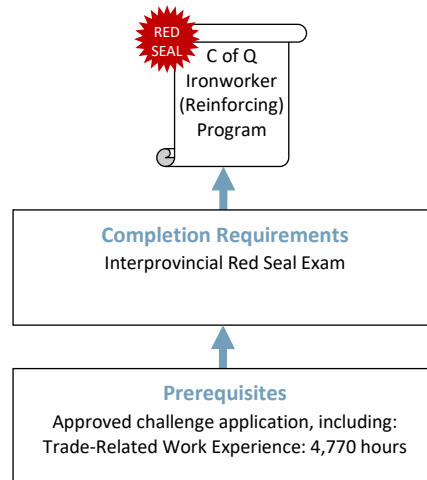 RED
SEAL
C of Q
Ironworker
(Reinforcing)
Program
Completion Requirements
Interprovincial Red Seal Exam
Prerequisites
Approved challenge application, including:
Trade-Related Work Experience: 4,770 hours